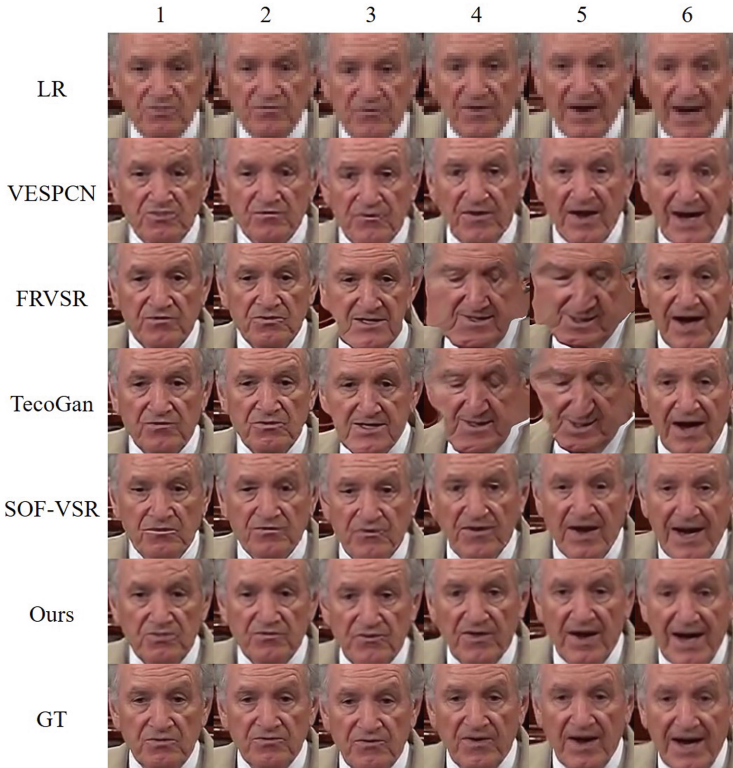 1 2 3 4 5 6
LR
VESPCN
FRVSR
TecoGan
SOF-VSR
Ours
GT